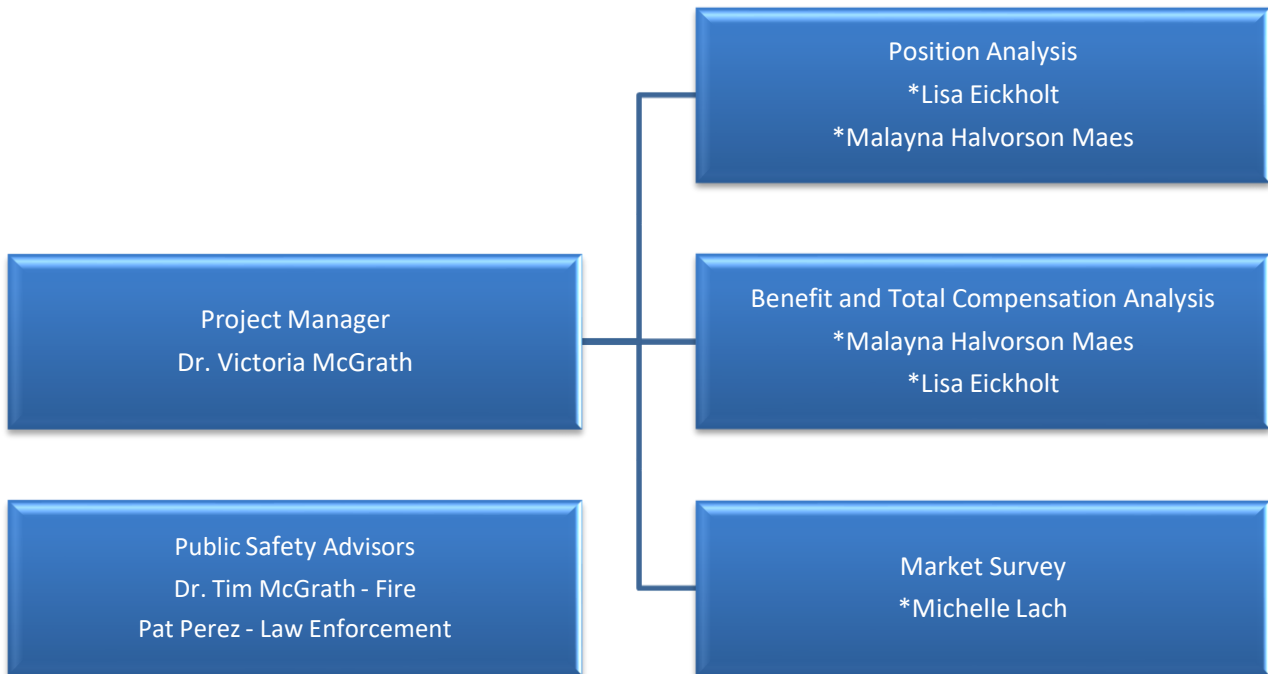 Position Analysis
*Lisa Eickholt
*Malayna Halvorson Maes
Project Manager
Dr. Victoria McGrath
Benefit and Total Compensation Analysis
*Malayna Halvorson Maes
*Lisa Eickholt
Public Safety Advisors
Dr. Tim McGrath - Fire
Pat Perez - Law Enforcement
Market Survey
*Michelle Lach